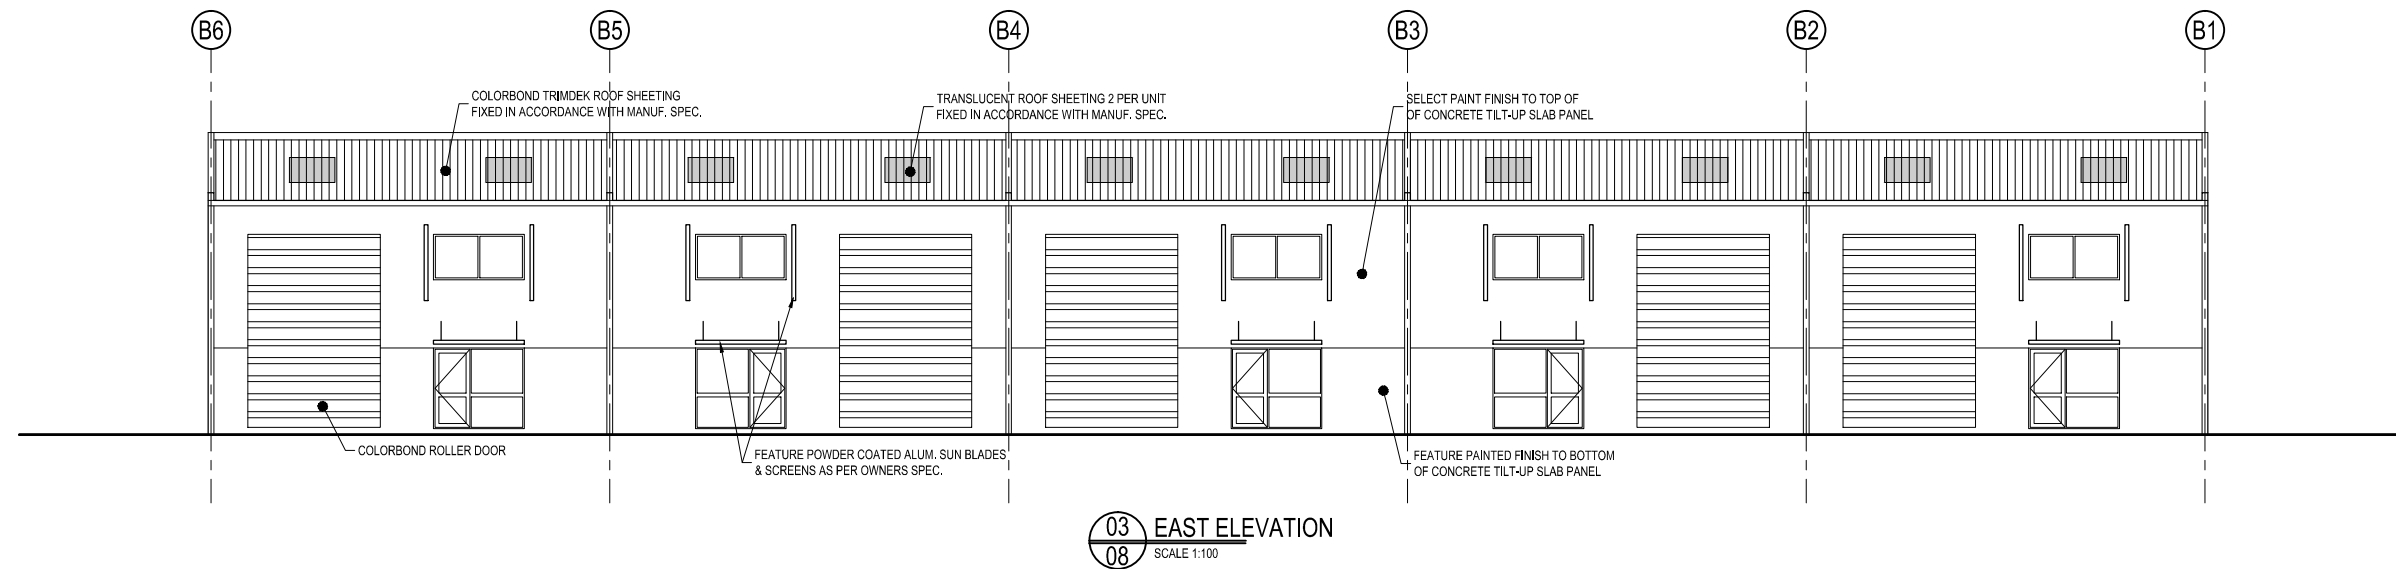 B6
B5
B4
B3
B2
B1
COLORBOND TRIMDEK ROOF SHEETING
FIXED IN ACCORDANCE WITH MANUF. SPEC.
TRANSLUCENT ROOF SHEETING 2 PER UNIT
FIXED IN ACCORDANCE WITH MANUF. SPEC.
SELECT PAINT FINISH TO TOP OF
OF CONCRETE TILT-UP SLAB PANEL
COLORBOND ROLLER DOOR
FEATURE POWDER COATED ALUM. SUN BLADES
& SCREENS AS PER OWNERS SPEC.
FEATURE PAINTED FINISH TO BOTTOM
OF CONCRETE TILT-UP SLAB PANEL
03
08
EAST ELEVATION
SCALE 1:100